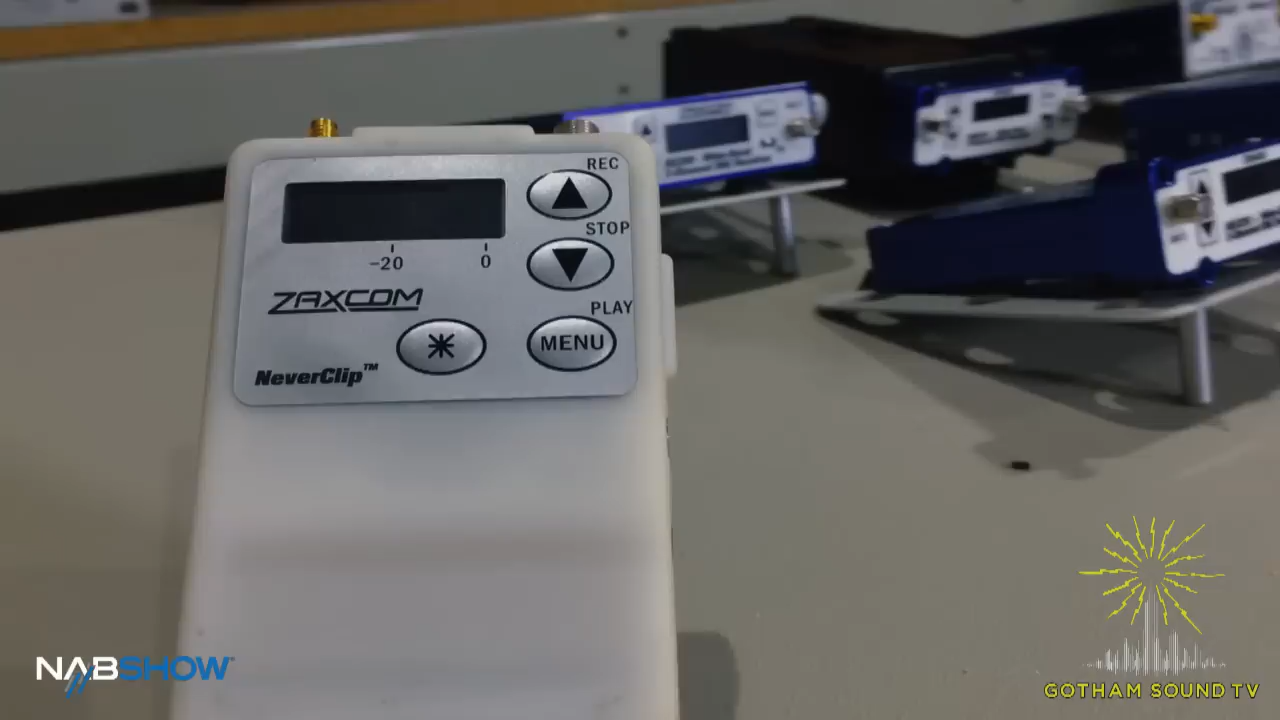 REC
STOP
-20
0
ZAXCOM
PLAY
MENU
NeverClip™
NABSHOW
GOTHAM SOUND TV